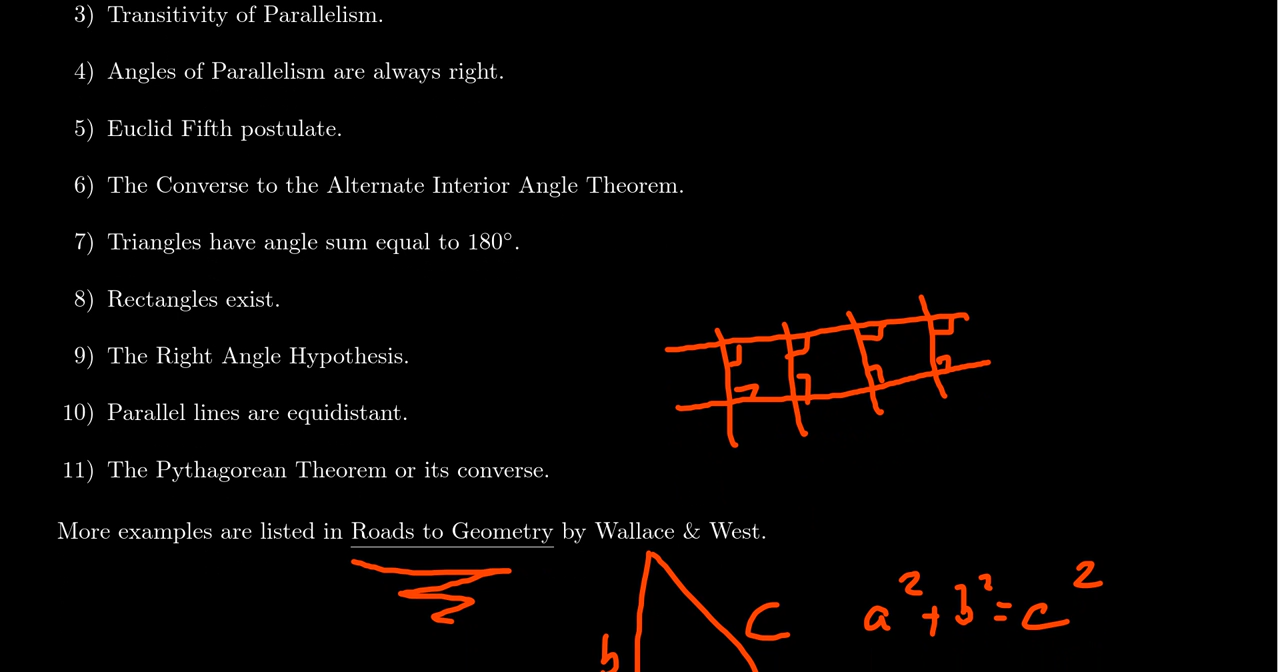 3) Transitivity of Parallelism.
4) Angles of Parallelism are always right.
5) Euclid Fifth postulate.
6) The Converse to the Alternate Interior Angle Theorem.
7) Triangles have angle sum equal to 180°.
8) Rectangles exist.
9) The Right Angle Hypothesis.
10) Parallel lines are equidistant.
11) The Pythagorean Theorem or its converse.
More examples are listed in Roads to Geometry by Wallace & West.
c a² + b² = c²
b